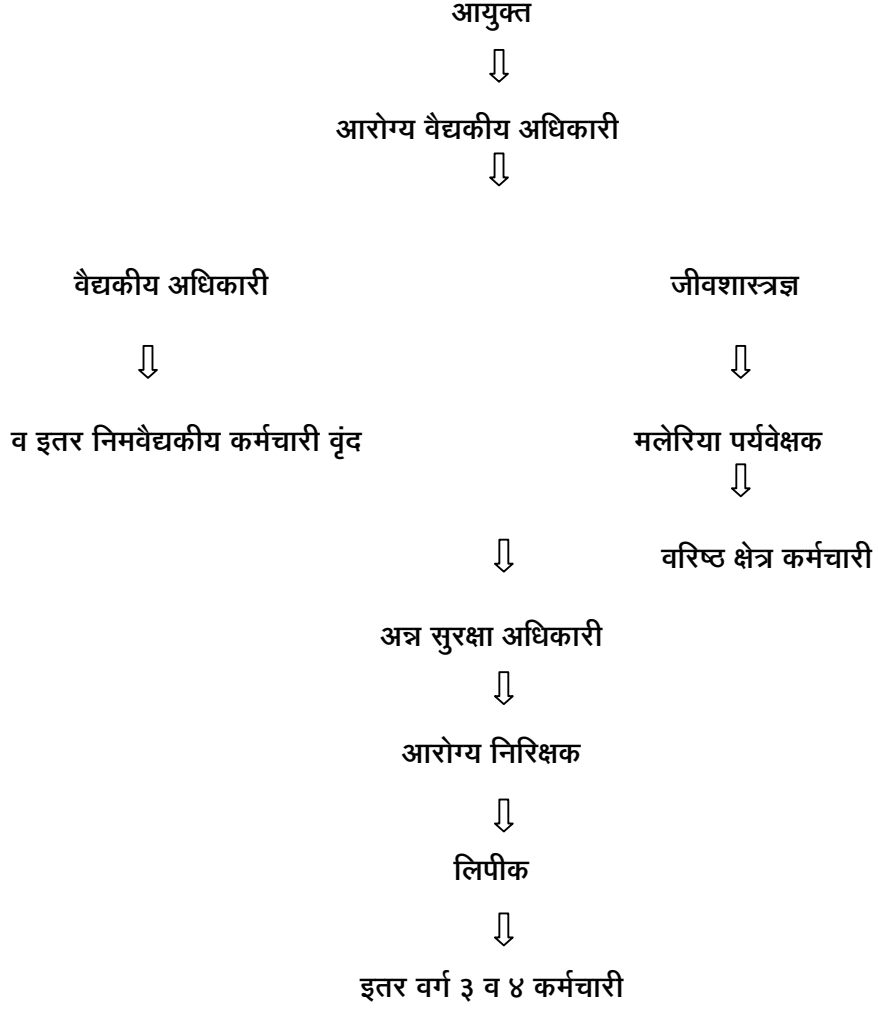 आयुक्त
आरोग्य वैद्यकीय अधिकारी
वैद्यकीय अधिकारी
जीवशास्त्रज्ञ
व इतर निमवैद्यकीय कर्मचारी वृंद
मलेरिया पर्यवेक्षक
वरिष्ठ क्षेत्र कर्मचारी
अन्न सुरक्षा अधिकारी
आरोग्य निरिक्षक
लिपीक
इतर वर्ग ३ व ४ कर्मचारी